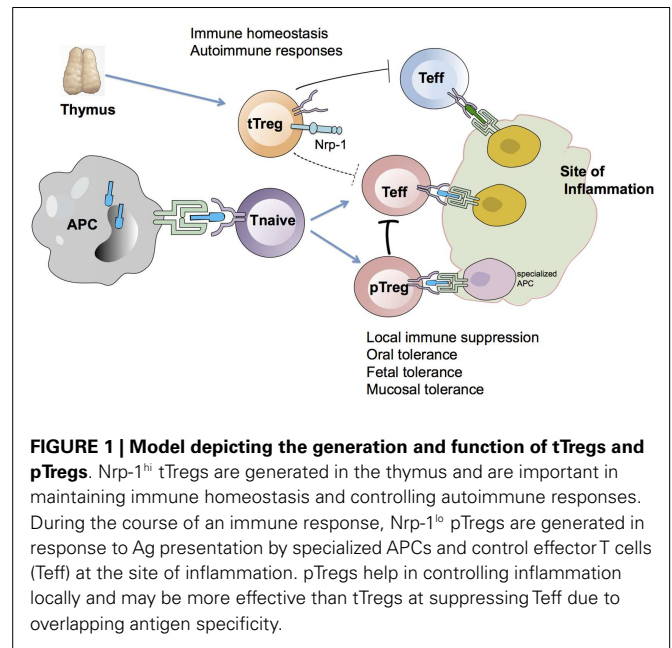 Immune homeostasis
Autoimmune responses
Thymus
tTreg
Nrp-1
Teff
Site of
Inflammation
APC
Tnaive
Teff
pTreg
specialized
APC
Local immune suppression
Oral tolerance
Fetal tolerance
Mucosal tolerance
FIGURE 1 | Model depicting the generation and function of tTregs and
pTregs. Nrp-1hi tTregs are generated in the thymus and are important in
maintaining immune homeostasis and controlling autoimmune responses.
During the course of an immune response, Nrp-1lo pTregs are generated in
response to Ag presentation by specialized APCs and control effector T cells
(Teff) at the site of inflammation. pTregs help in controlling inflammation
locally and may be more effective than tTregs at suppressing Teff due to
overlapping antigen specificity.